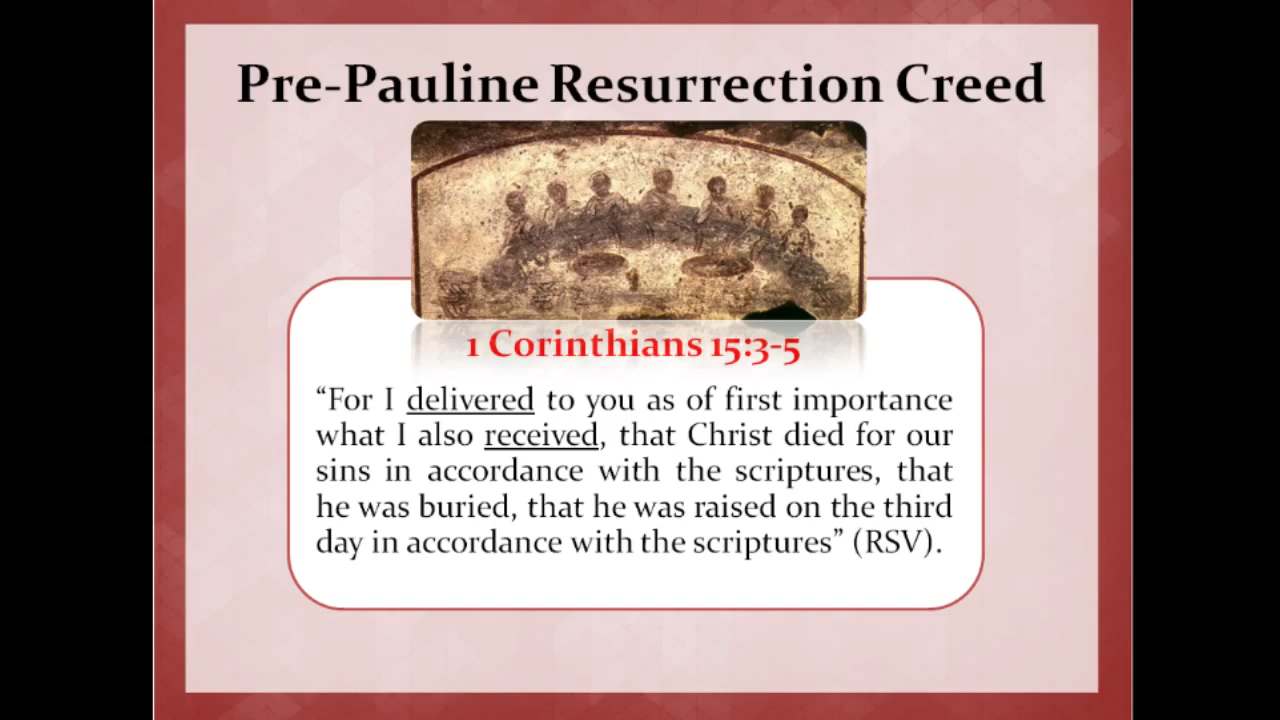 Pre-Pauline Resurrection Creed
1 Corinthians 15:3-5
“For I delivered to you as of first importance
what I also received, that Christ died for our
sins in accordance with the scriptures, that
he was buried, that he was raised on the third
day in accordance with the scriptures” (RSV).